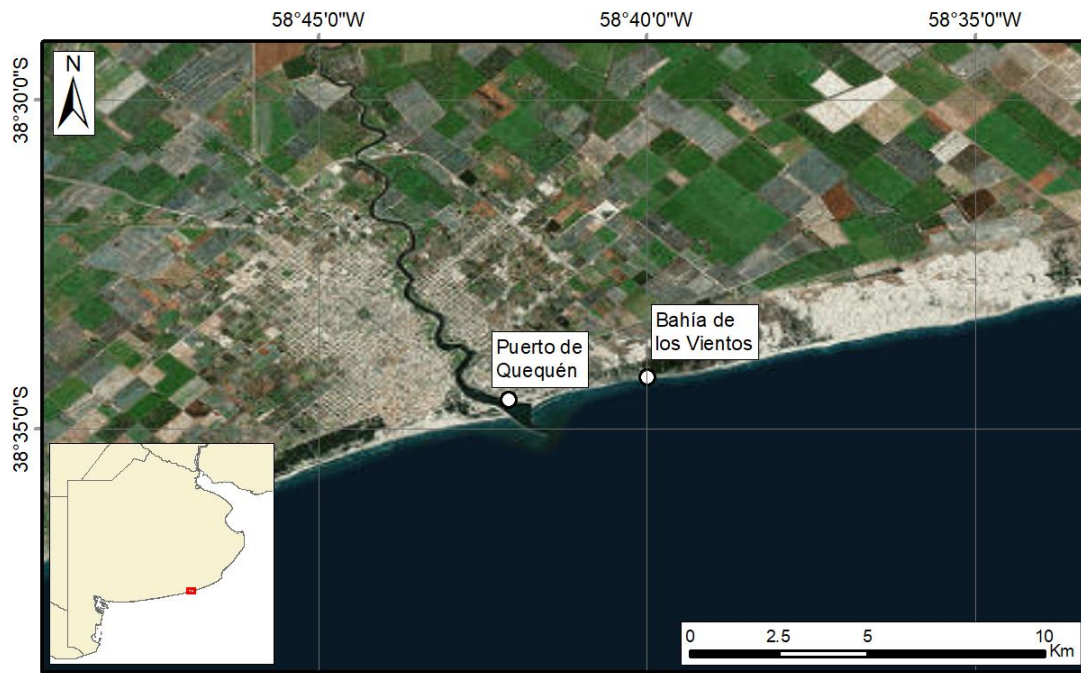 58°45'0"W
58°40'0"W
58°35'0"W
N
38°30'0"S
Bahía de
los Vientos
Puerto de
Quequén
38°35'0"S
0
2.5
5
10
Km